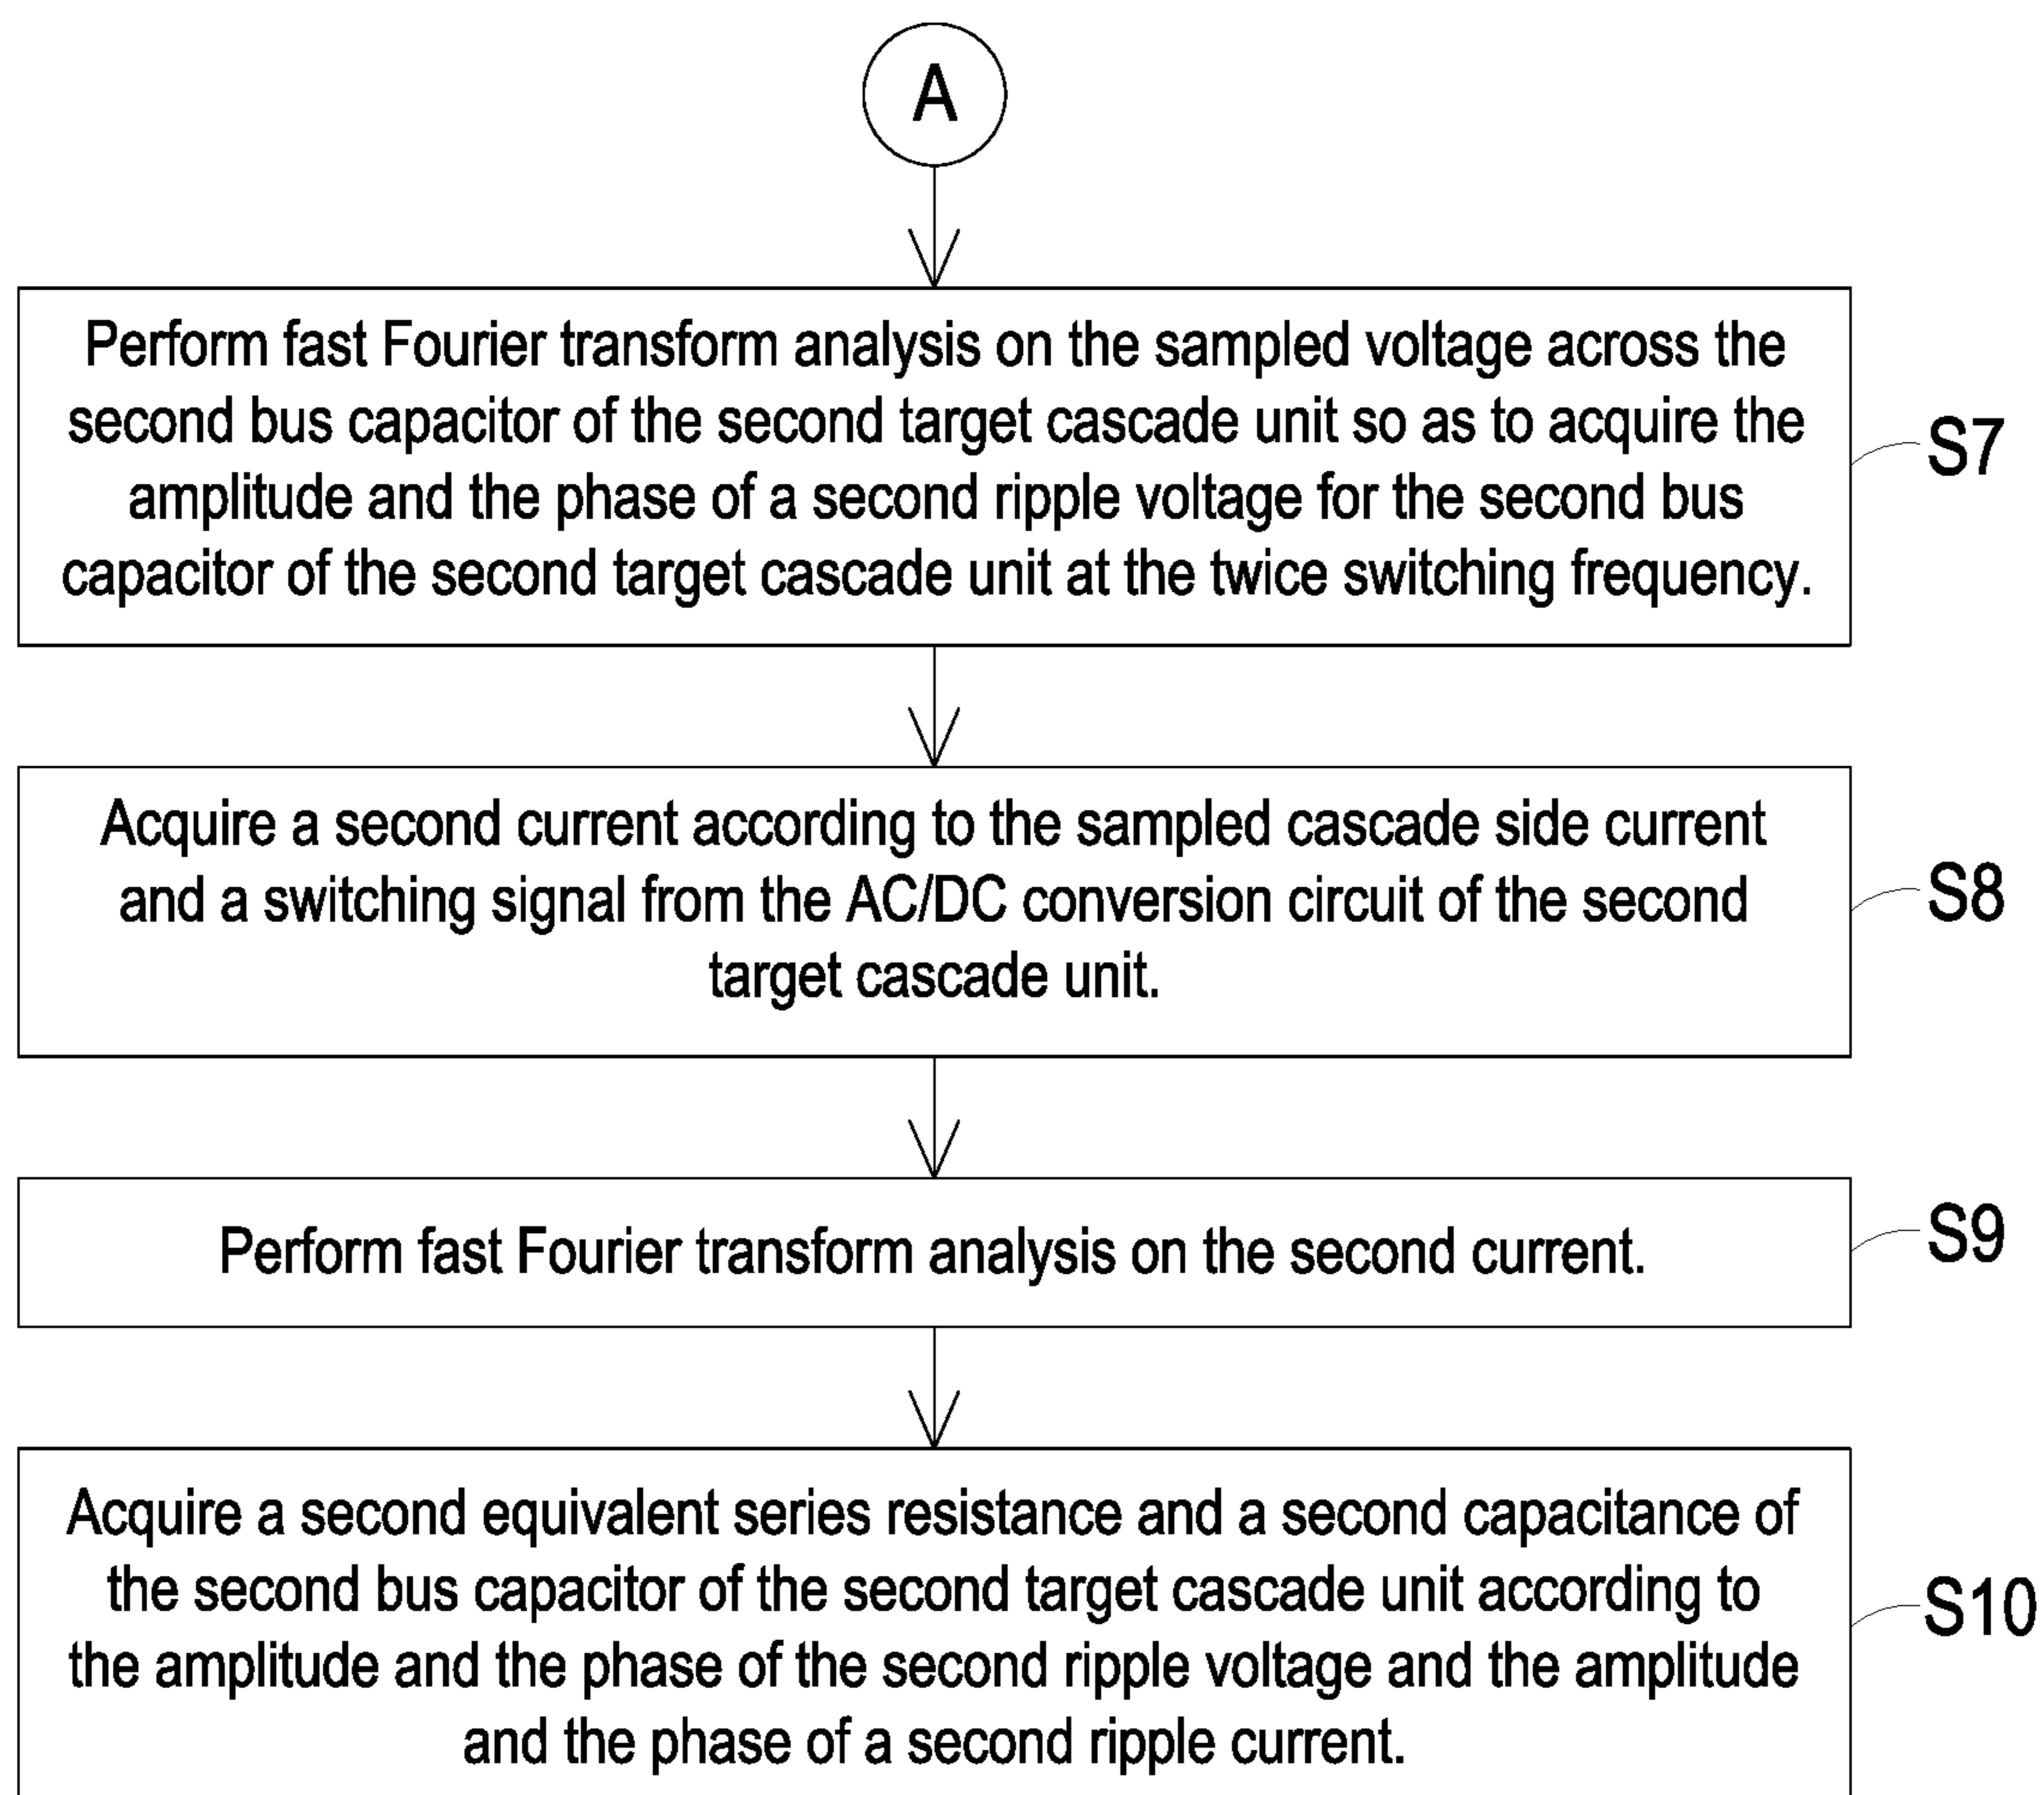 A
Perform fast Fourier transform analysis on the sampled voltage across the
second bus capacitor of the second target cascade unit so as to acquire the
amplitude and the phase of a second ripple voltage for the second bus
capacitor of the second target cascade unit at the twice switching frequency.
S7
Acquire a second current according to the sampled cascade side current
and a switching signal from the AC/DC conversion circuit of the second
target cascade unit.
S8
Perform fast Fourier transform analysis on the second current.
S9
Acquire a second equivalent series resistance and a second capacitance of
the second bus capacitor of the second target cascade unit according to
the amplitude and the phase of the second ripple voltage and the amplitude
and the phase of a second ripple current.
S10